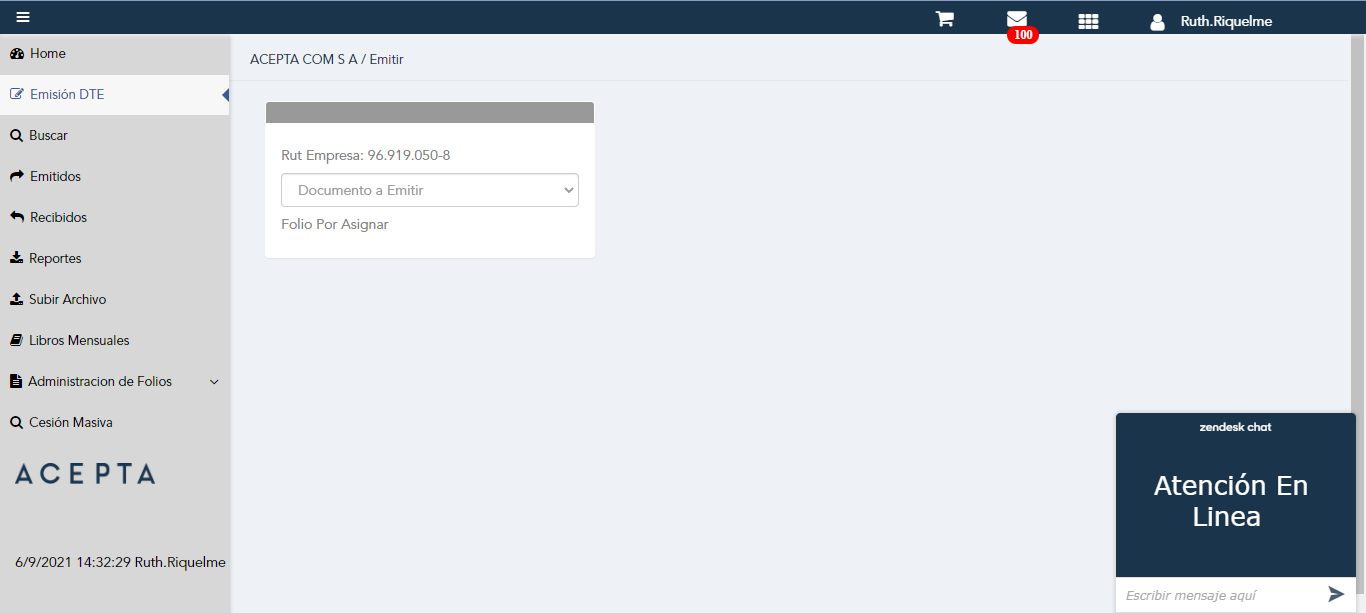 Ruth.Riquelme
100
Home
ACEPTA COM S A / Emitir
Emisión DTE
Buscar
Rut Empresa: 96.919.050-8
Emitidos
Documento a Emitir
Recibidos
Folio Por Asignar
Reportes
Subir Archivo
Libros Mensuales
Administracion de Folios
Cesión Masiva
ACEPTA
6/9/2021 14:32:29 Ruth.Riquelme
zendesk chat
Atención En
Linea
Escribir mensaje aquí